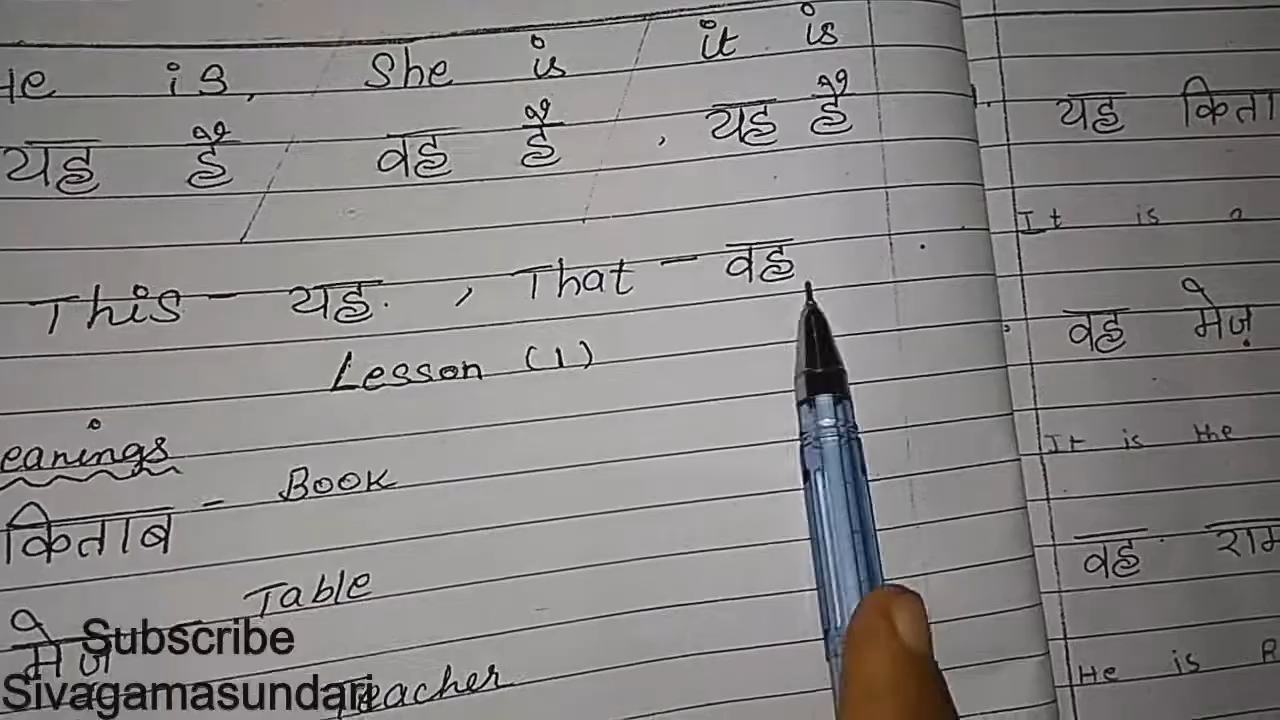 He is, She is it is
यह है वह है , यह है
This - यह. , That - वह
Lesson (1)
eanings
किताब - Book
मेज़ - Table
Teacher
यह किता
It is a
वह मेज़
It is the
वह राम
He is R
Subscribe
Sivagamasundari